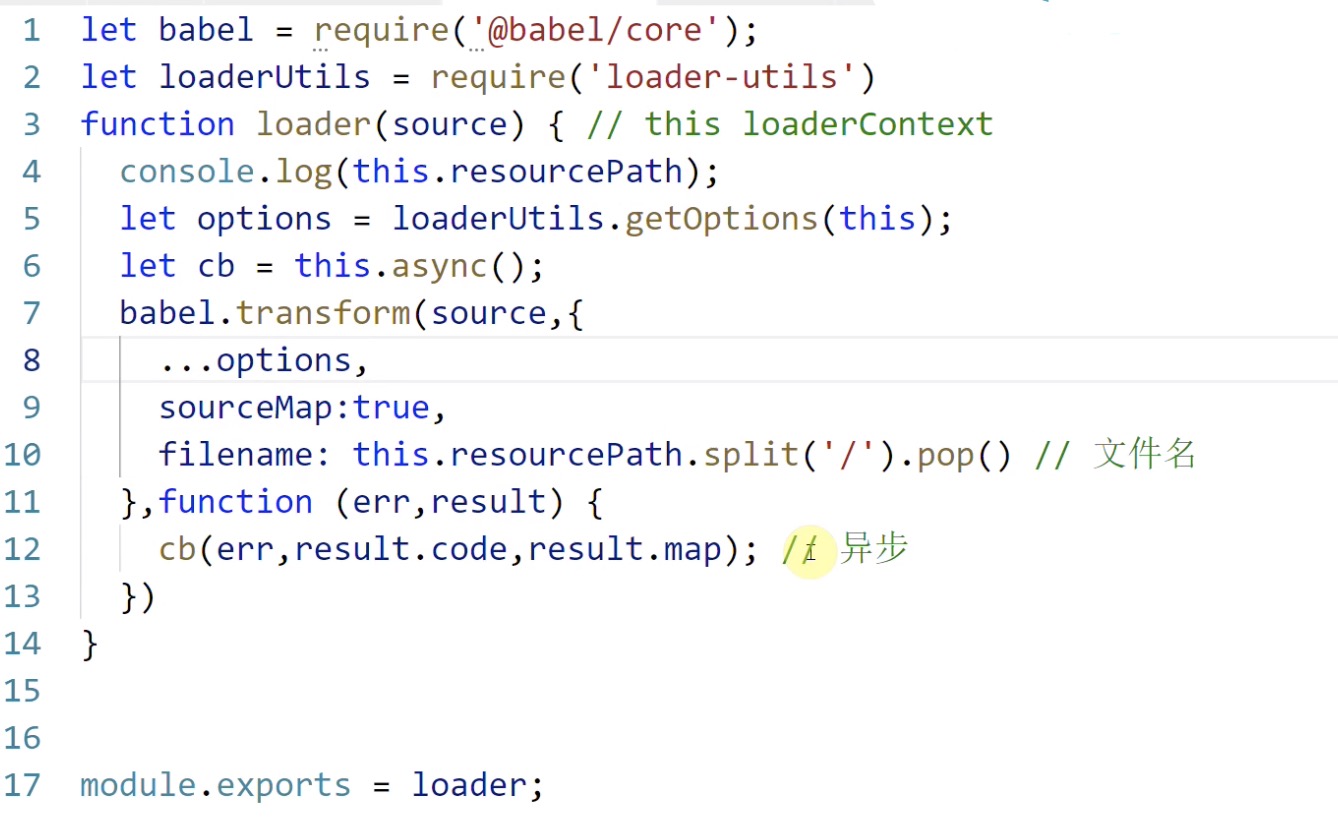 1 let babel = require('@babel/core');
2 let loaderUtils = require('loader-utils')
3 function loader(source) { // this loaderContext
4   console.log(this.resourcePath);
5   let options = loaderUtils.getOptions(this);
6   let cb = this.async();
7   babel.transform(source,{
8     ...options,
9     sourceMap:true,
10     filename: this.resourcePath.split('/').pop() // 文件名
11   },function (err,result) {
12     cb(err,result.code,result.map); // 异步
13   })
14 }
15
16
17 module.exports = loader;